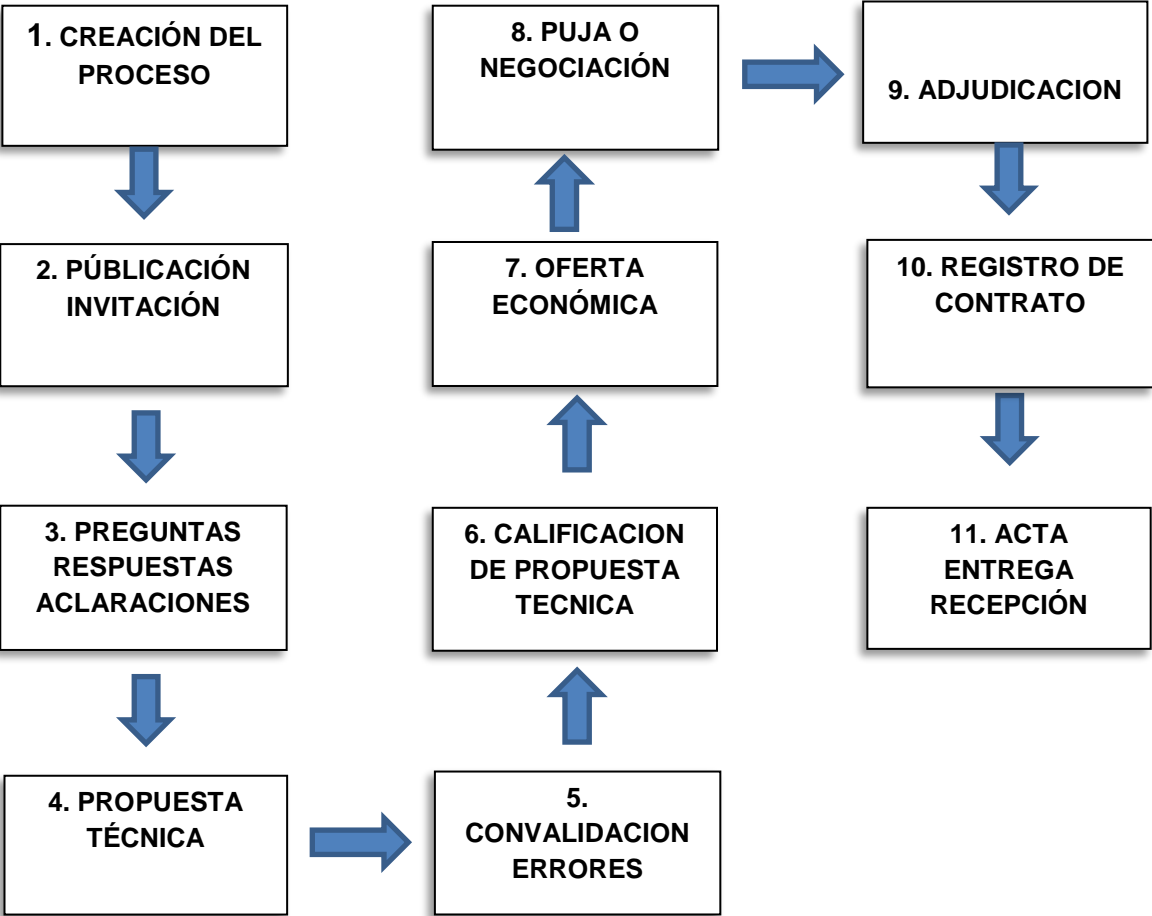 1. CREACIÓN DEL
PROCESO
2. PÚBLICACIÓN
INVITACIÓN
3. PREGUNTAS
RESPUESTAS
ACLARACIONES
4. PROPUESTA
TÉCNICA
5.
CONVALIDACION
ERRORES
6. CALIFICACION
DE PROPUESTA
TECNICA
7. OFERTA
ECONÓMICA
8. PUJA O
NEGOCIACIÓN
9. ADJUDICACION
10. REGISTRO DE
CONTRATO
11. ACTA
ENTREGA
RECEPCIÓN